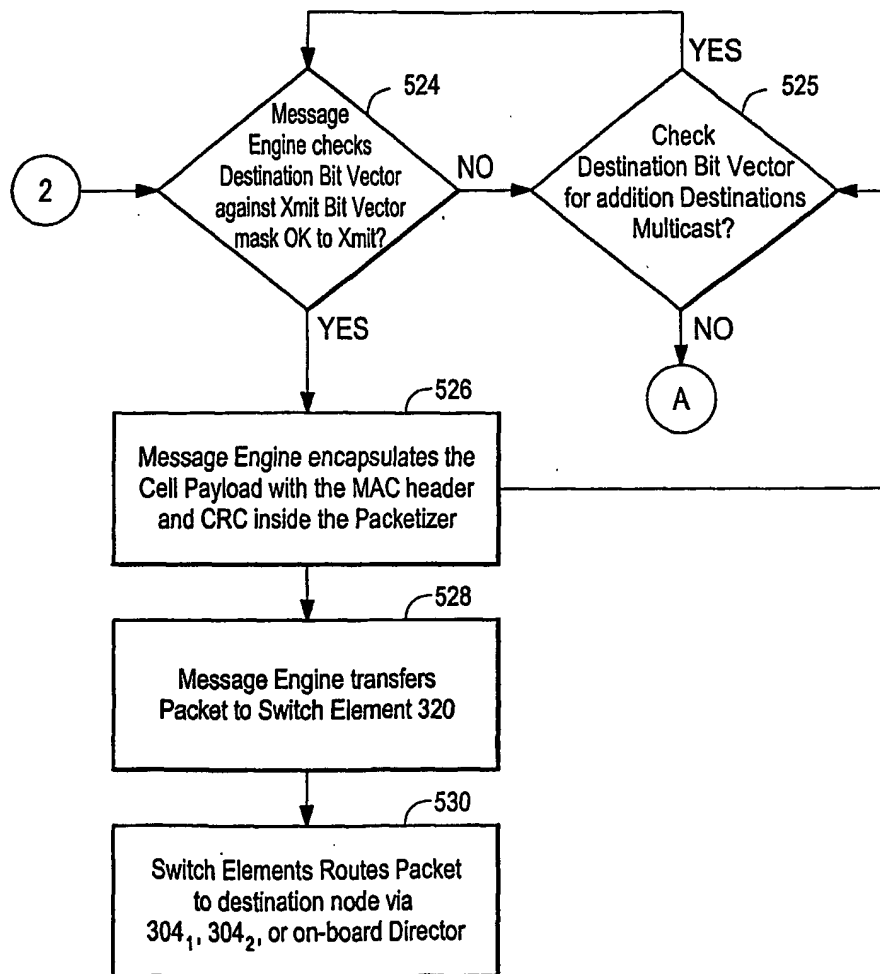 YES
524
525
Message
Engine checks
Destination Bit Vector
against Xmit Bit Vector
mask OK to Xmit?
NO
Check
Destination Bit Vector
for addition Destinations
Multicast?
2
YES
NO
A
526
Message Engine encapsulates the
Cell Payload with the MAC header
and CRC inside the Packetizer
528
Message Engine transfers
Packet to Switch Element 320
530
Switch Elements Routes Packet
to destination node via
304₁, 304₂, or on-board Director